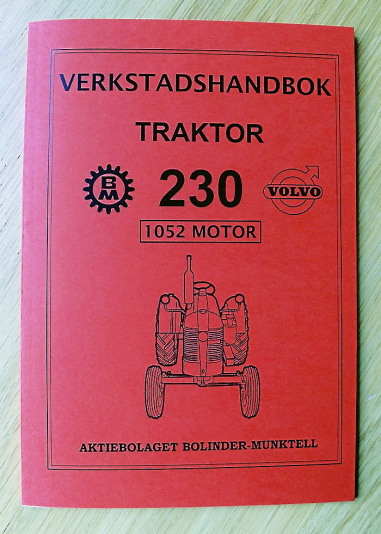 VERKSTADSHANDBOK
TRAKTOR
BM
230
VOLVO
1052 MOTOR
AKTIEBOLAGET BOLINDER-MUNKTELL